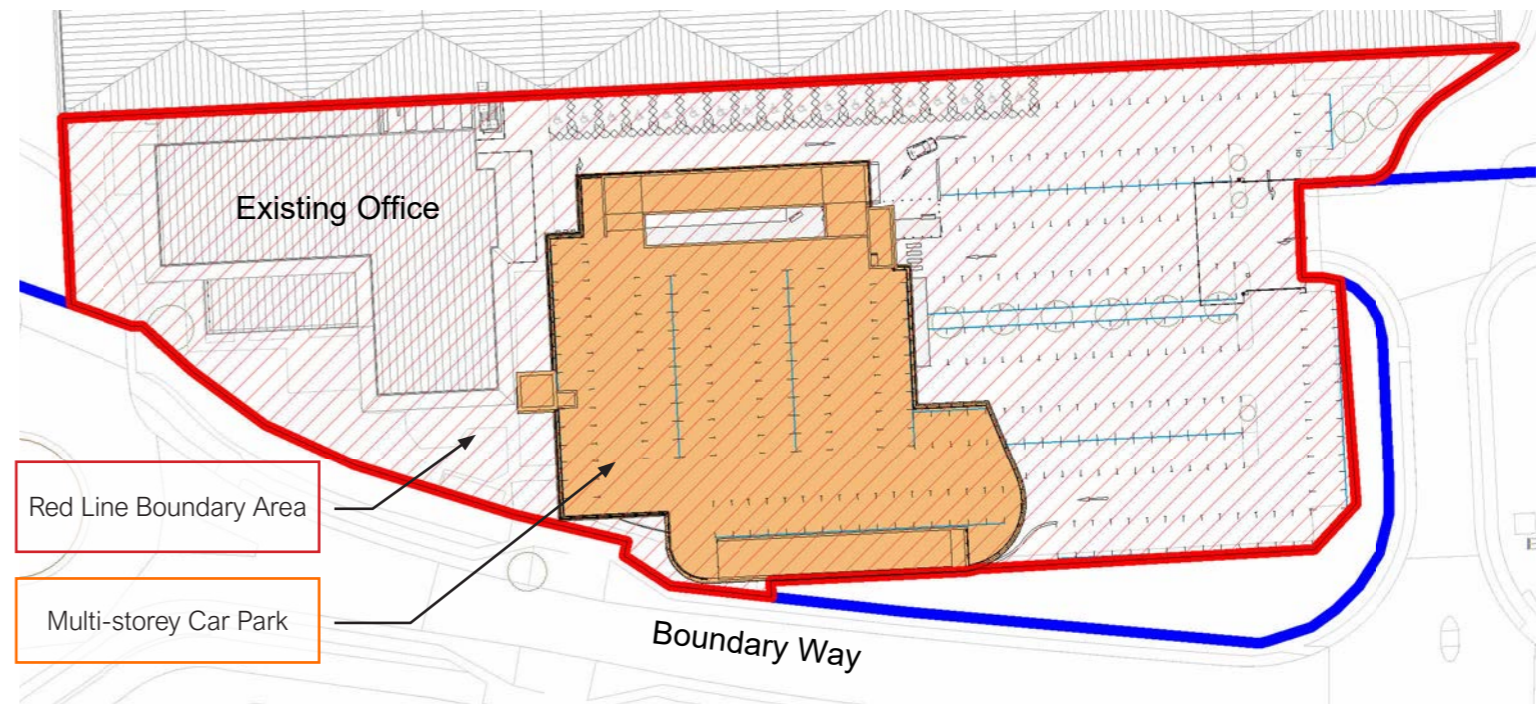 Existing Office
Red Line Boundary Area
Multi-storey Car Park
Boundary Way